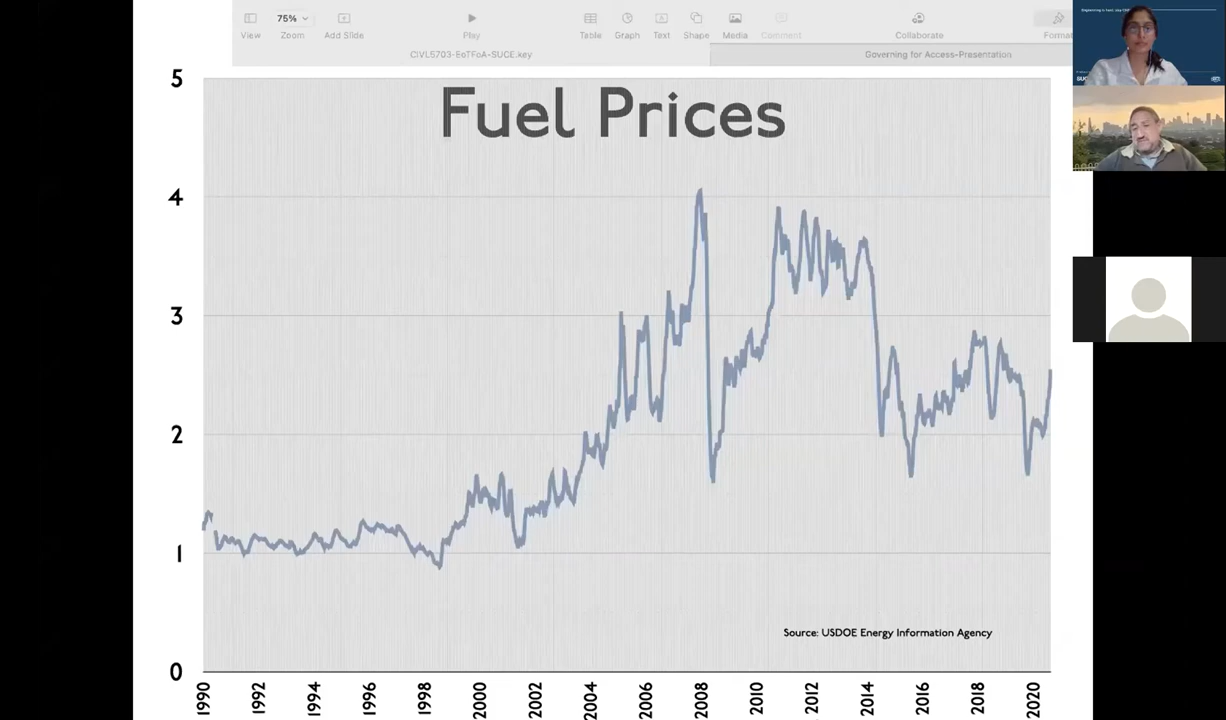 75%
View
Zoom
Add Slide
Play
Table
Graph
Text
Shape
Media
Comment
Collaborate
Format
CIVL5703-EoTFoA-SUCE.key
Governing for Access-Presentation
Fuel Prices
5
4
3
2
1
0
Source: USDOE Energy Information Agency
1990
1992
1994
1996
1998
2000
2002
2004
2006
2008
2010
2012
2014
2016
2018
2020